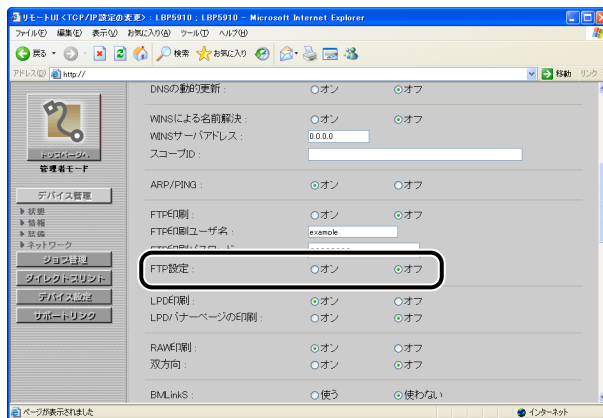 リモートUI <TCP/IP設定の変更> : LBP5910 ; LBP5910 - Microsoft Internet Explorer
ファイル(F) 編集(E) 表示(V) お気に入り(A) ツール(T) ヘルプ(H)
戻る 検索 お気に入り
アドレス(D) http:// 移動 リンク
DNSの動的更新 : オン オフ
WINSによる名前解決 : オン オフ
WINSサーバアドレス : 0.0.0.0
スコープID :
トップページへ
管理者モード
ARP/PING : オン オフ
デバイス管理
状態
情報
装備
ネットワーク
ジョブ管理
ダイレクトプリント
デバイス設定
サポートリンク
FTP印刷 : オン オフ
FTP印刷ユーザ名 : example
FTP印刷パスワード
FTP設定 : オン オフ
LPD印刷 : オン オフ
LPDバナーページの印刷 : オン オフ
RAW印刷 : オン オフ
双方向 : オン オフ
BMLinkS : 使う 使わない
ページが表示されました インターネット